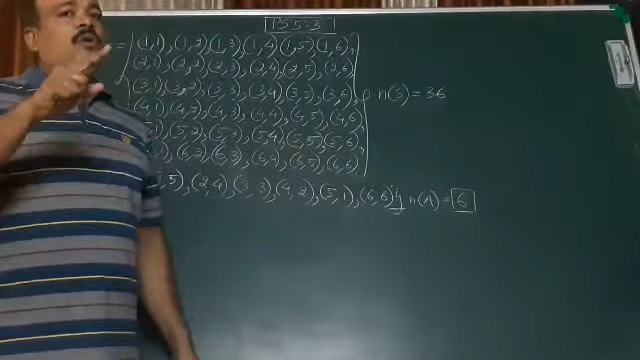 PS 5.3
= { (1,1), (1,2), (1,3), (1,4), (1,5), (1,6),
(2,1), (2,2), (2,3), (2,4), (2,5), (2,6),
(3,1), (3,2), (3,3), (3,4), (3,5), (3,6), n(S) = 36
(4,1), (4,2), (4,3), (4,4), (4,5), (4,6),
(5,2), (5,3), (5,4), (5,5), (5,6),
(6,2), (6,3), (6,4), (6,5), (6,6) }
,5), (2,4), (3,3), (4,2), (5,1), (6,6)} n(A) = 6